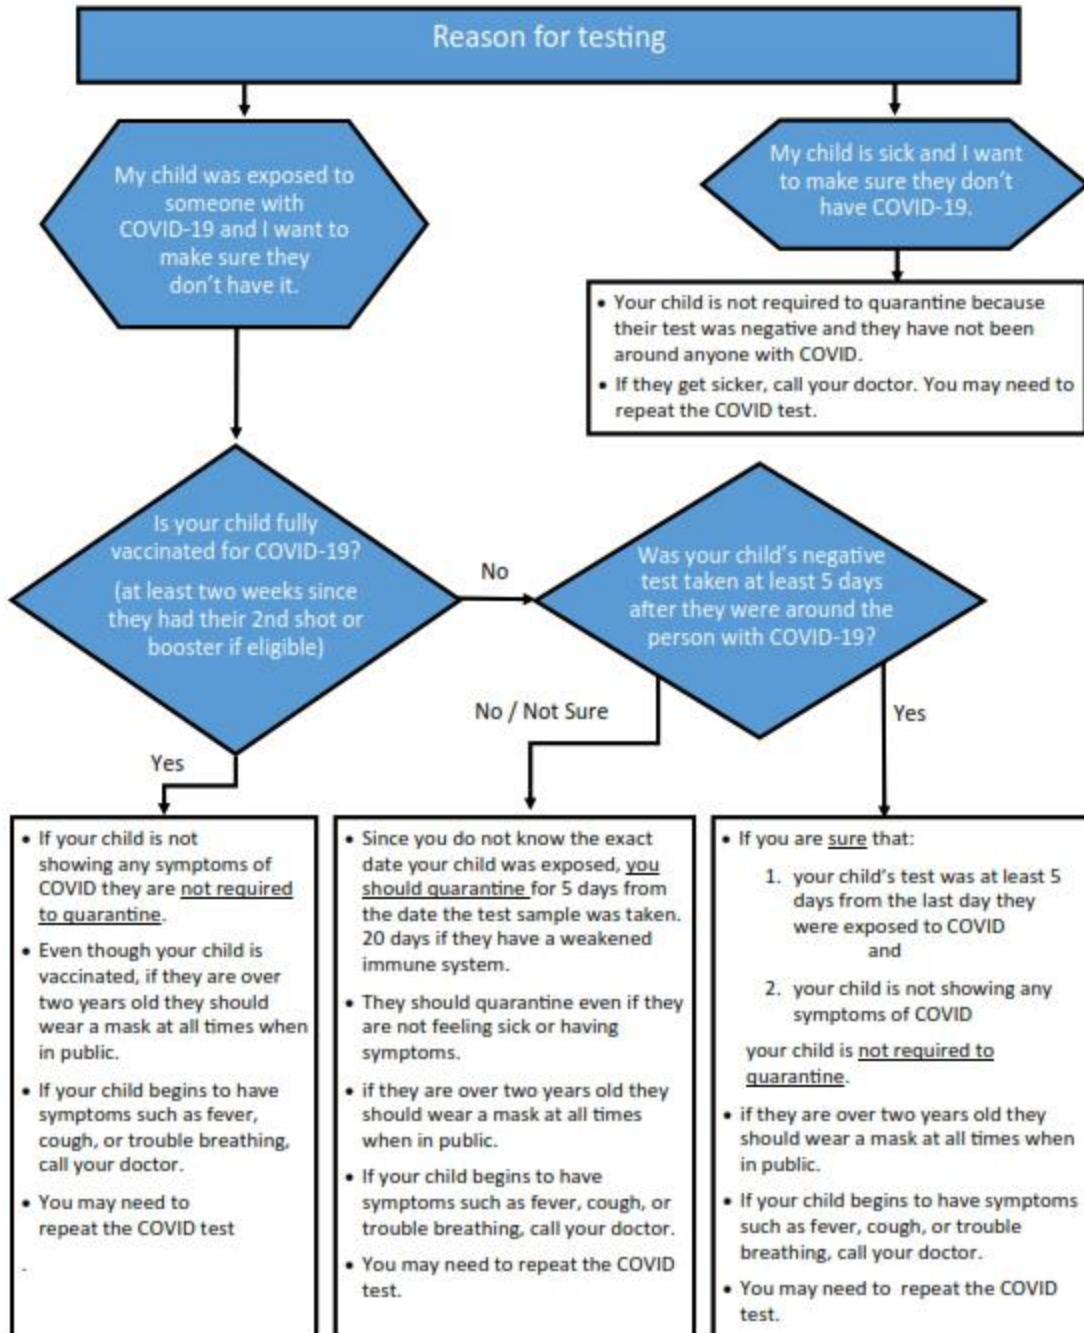 Reason for testing
My child was exposed to
someone with
COVID-19 and I want to
make sure they
don't have it.
My child is sick and I want
to make sure they don't
have COVID-19.
• Your child is not required to quarantine because
their test was negative and they have not been
around anyone with COVID.
• If they get sicker, call your doctor. You may need to
repeat the COVID test.
Is your child fully
vaccinated for COVID-19?
(at least two weeks since
they had their 2nd shot or
booster if eligible)
No
Was your child's negative
test taken at least 5 days
after they were around the
person with COVID-19?
No / Not Sure
Yes
Yes
• If your child is not
showing any symptoms of
COVID they are not required
to quarantine.
• Even though your child is
vaccinated, if they are over
two years old they should
wear a mask at all times when
in public.
• If your child begins to have
symptoms such as fever,
cough, or trouble breathing,
call your doctor.
• You may need to
repeat the COVID test
.
• Since you do not know the exact
date your child was exposed, you
should quarantine for 5 days from
the date the test sample was taken.
20 days if they have a weakened
immune system.
• They should quarantine even if they
are not feeling sick or having
symptoms.
• if they are over two years old they
should wear a mask at all times
when in public.
• If your child begins to have
symptoms such as fever, cough, or
trouble breathing, call your doctor.
• You may need to repeat the COVID
test.
• If you are sure that:
1. your child's test was at least 5
days from the last day they
were exposed to COVID
and
2. your child is not showing any
symptoms of COVID
your child is not required to
quarantine.
• if they are over two years old they
should wear a mask at all times when
in public.
• If your child begins to have symptoms
such as fever, cough, or trouble
breathing, call your doctor.
• You may need to repeat the COVID
test.